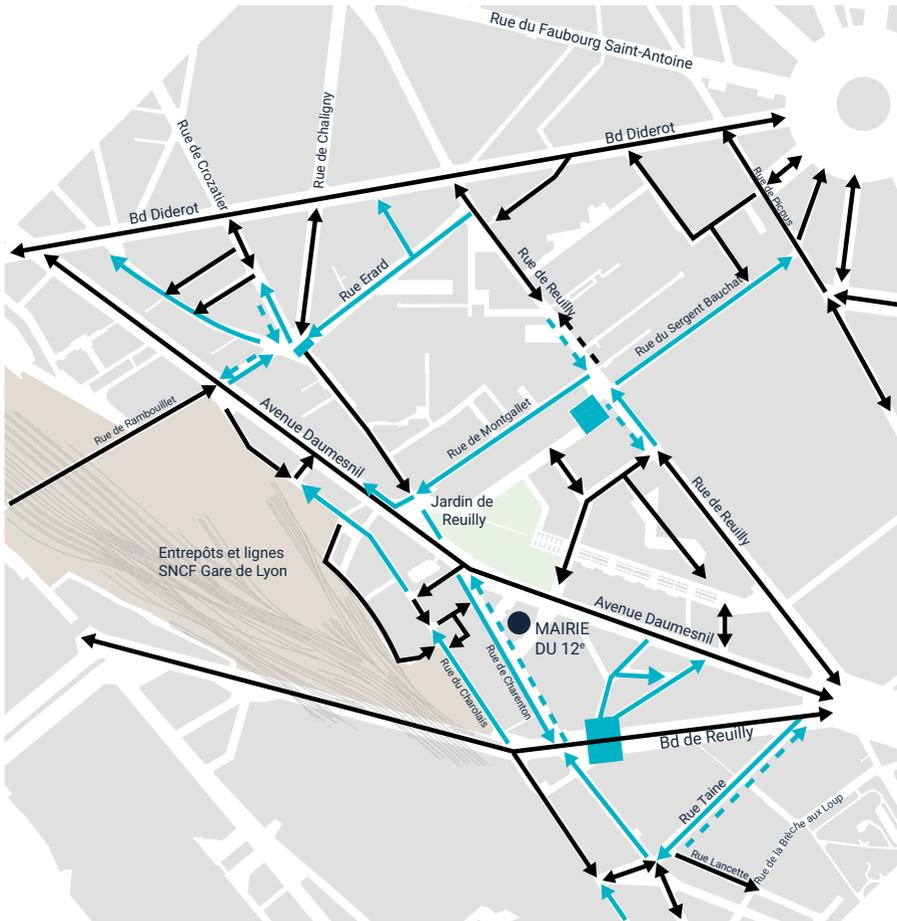 Rue du Faubourg Saint-Antoine
Bd Diderot
Rue de Chaligny
Rue de Crozatier
Rue de Picpus
Bd Diderot
Rue de Reuilly
Rue Erard
Rue du Sergent Bauchat
Rue de Rambouillet
Avenue Daumesnil
Rue de Montgallet
Jardin de
Reuilly
Rue de Reuilly
Entrepôts et lignes
SNCF Gare de Lyon
Avenue Daumesnil
MAIRIE
DU 12e
Rue du Charolais
Rue de Charenton
Bd de Reuilly
Rue Taine
Rue de la Brèche aux Loup
Rue Lancette